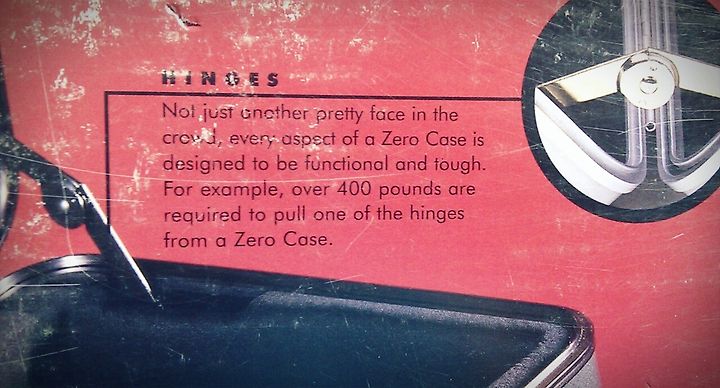 HINGES
Not just another pretty face in the
crowd, every aspect of a Zero Case is
designed to be functional and tough.
For example, over 400 pounds are
required to pull one of the hinges
from a Zero Case.